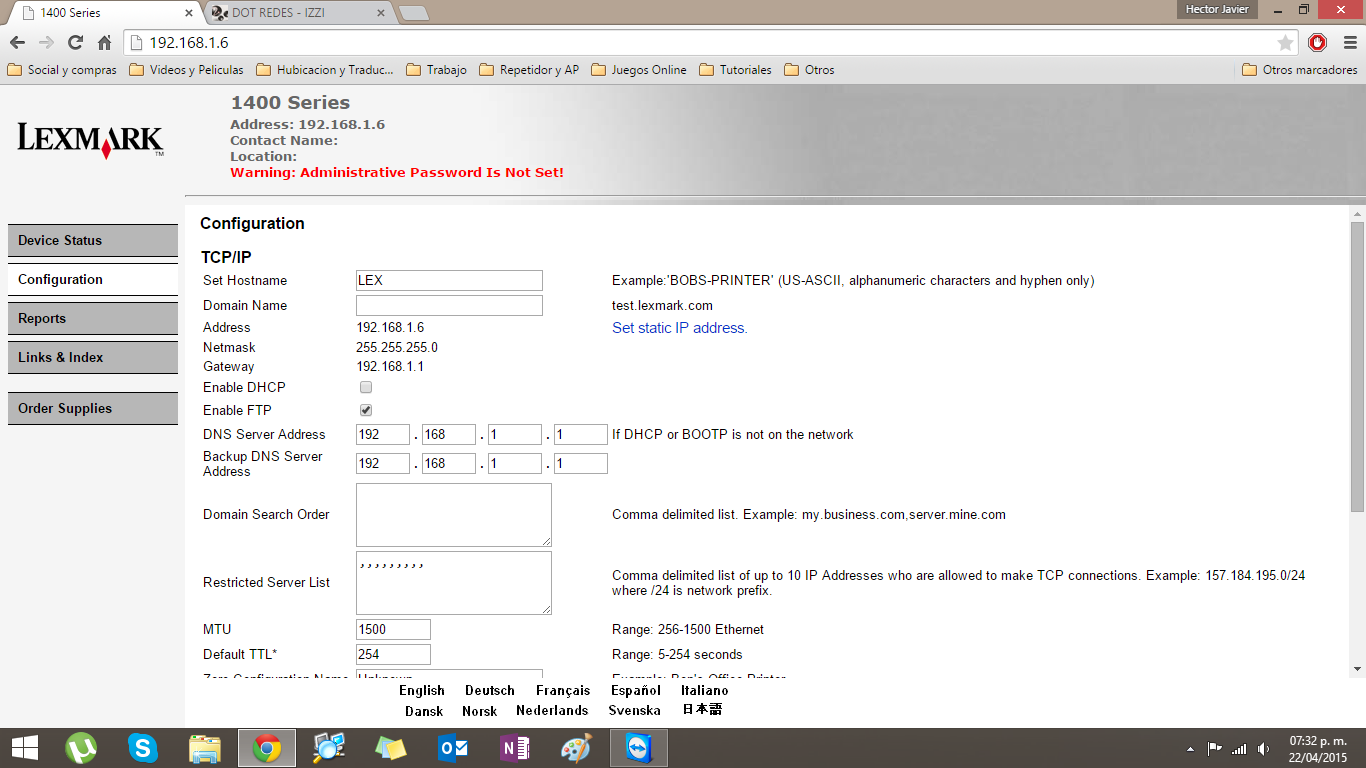 1400 Series
DOT REDES - IZZI
Hector Javier
192.168.1.6
Social y compras
Videos y Peliculas
Hubicacion y Traduc...
Trabajo
Repetidor y AP
Juegos Online
Tutoriales
Otros
Otros marcadores
LEXMARK™
1400 Series
Address: 192.168.1.6
Contact Name:
Location:
Warning: Administrative Password Is Not Set!
Device Status
Configuration
Reports
Links & Index
Order Supplies
Configuration
TCP/IP
Set Hostname LEX Example:'BOBS-PRINTER' (US-ASCII, alphanumeric characters and hyphen only)
Domain Name test.lexmark.com
Address 192.168.1.6 Set static IP address.
Netmask 255.255.255.0
Gateway 192.168.1.1
Enable DHCP
Enable FTP
DNS Server Address 192 . 168 . 1 . 1 If DHCP or BOOTP is not on the network
Backup DNS Server
Address 192 . 168 . 1 . 1
Domain Search Order Comma delimited list. Example: my.business.com,server.mine.com
Restricted Server List ,,,,,,,,, Comma delimited list of up to 10 IP Addresses who are allowed to make TCP connections. Example: 157.184.195.0/24
where /24 is network prefix.
MTU 1500 Range: 256-1500 Ethernet
Default TTL* 254 Range: 5-254 seconds
Zero Configuration Name Unknown Example: Ben's Office Printer
English Deutsch Français Español Italiano
Dansk Norsk Nederlands Svenska 日本語
07:32 p. m.
22/04/2015